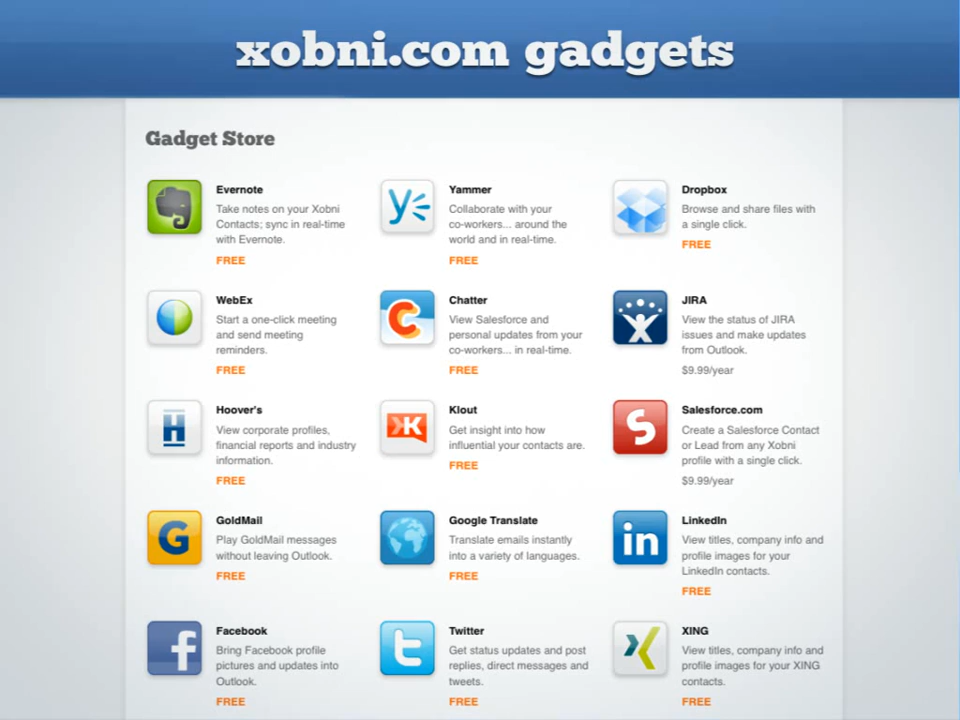 xobni.com gadgets
Gadget Store
Evernote
Take notes on your Xobni
Contacts; sync in real-time
with Evernote.
FREE
Yammer
Collaborate with your
co-workers... around the
world and in real-time.
FREE
Dropbox
Browse and share files with
a single click.
FREE
WebEx
Start a one-click meeting
and send meeting
reminders.
FREE
Chatter
View Salesforce and
personal updates from your
co-workers... in real-time.
FREE
JIRA
View the status of JIRA
issues and make updates
from Outlook.
$9.99/year
H
Hoover's
View corporate profiles,
financial reports and industry
information.
FREE
K
Klout
Get insight into how
influential your contacts are.
FREE
S
Salesforce.com
Create a Salesforce Contact
or Lead from any Xobni
profile with a single click.
$9.99/year
G
GoldMail
Play GoldMail messages
without leaving Outlook.
FREE
Google Translate
Translate emails instantly
into a variety of languages.
FREE
in
LinkedIn
View titles, company info and
profile images for your
LinkedIn contacts.
FREE
f
Facebook
Bring Facebook profile
pictures and updates into
Outlook.
FREE
t
Twitter
Get status updates and post
replies, direct messages and
tweets.
FREE
XING
View titles, company info and
profile images for your XING
contacts.
FREE